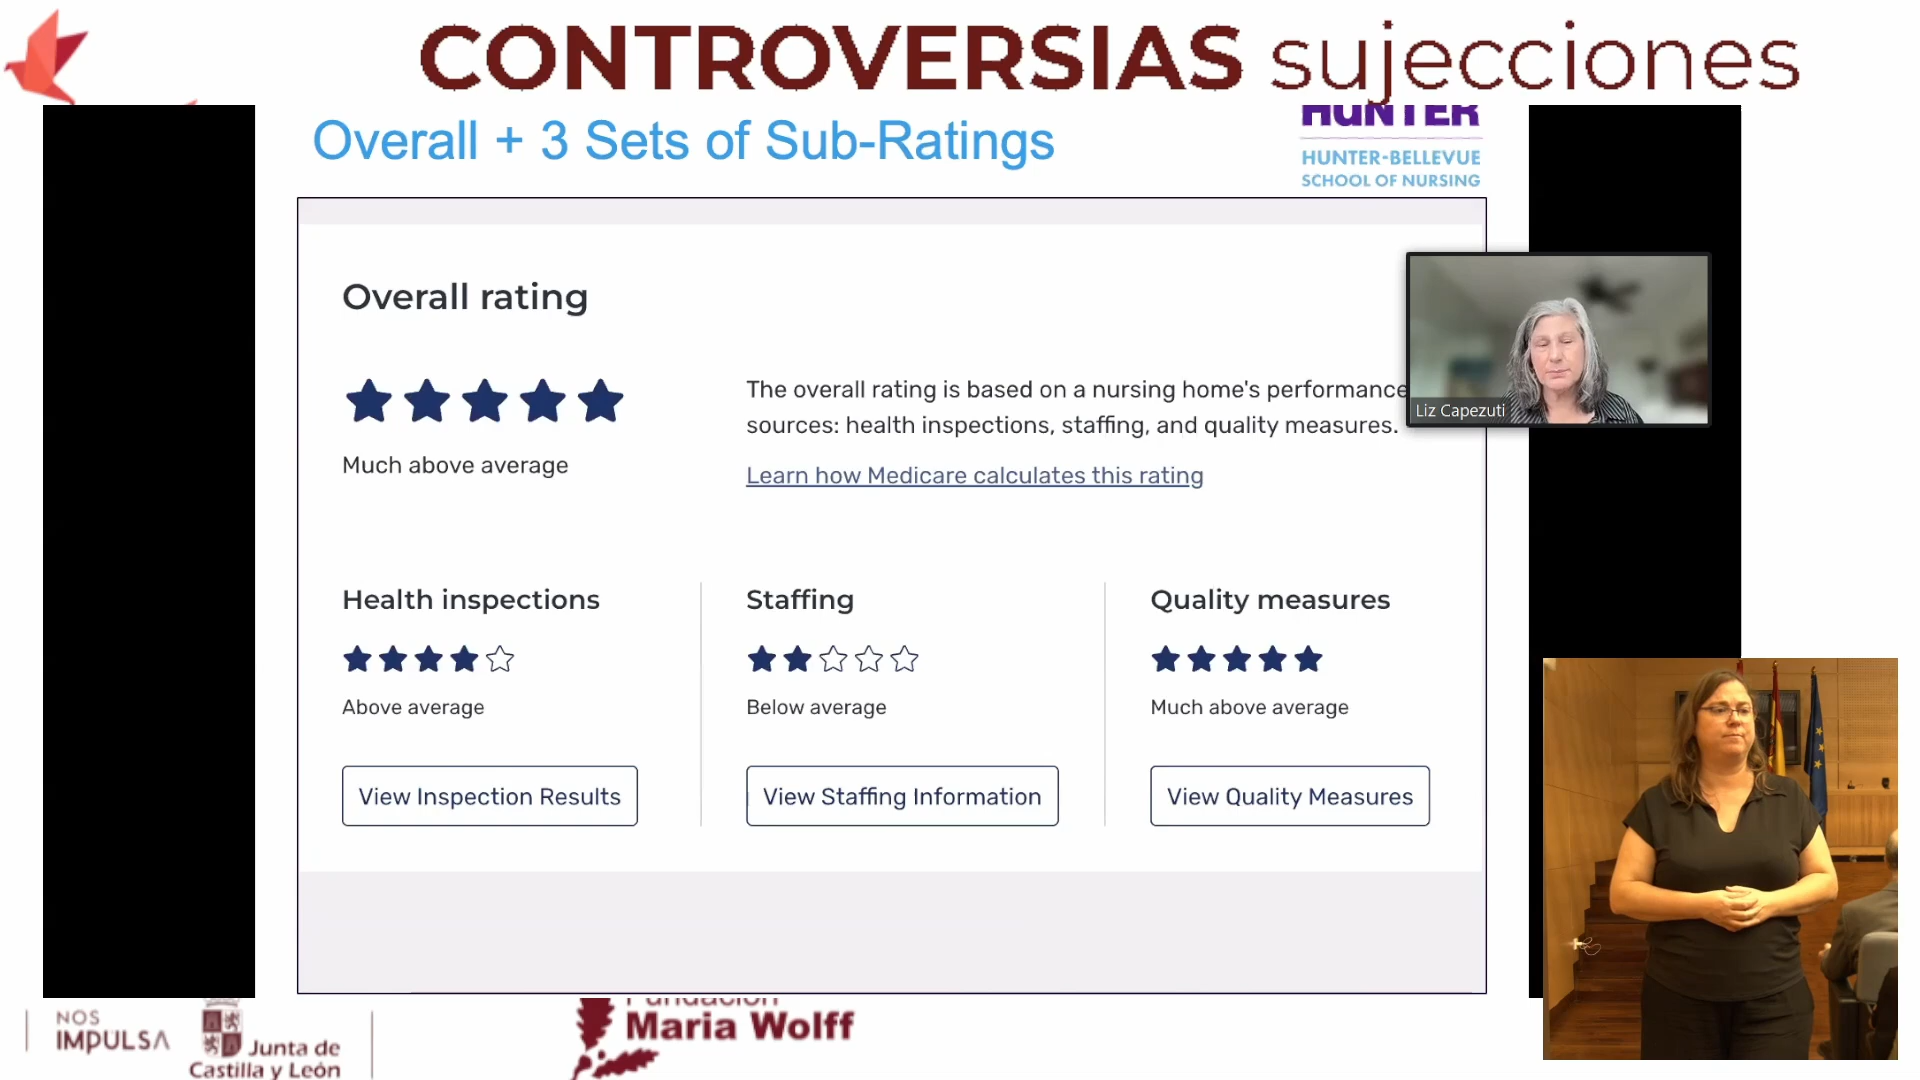 CONTROVERSIAS sujecciones
Overall + 3 Sets of Sub-Ratings
HUNTER
HUNTER-BELLEVUE
SCHOOL OF NURSING
Overall rating
Much above average
The overall rating is based on a nursing home's performance
sources: health inspections, staffing, and quality measures.
Learn how Medicare calculates this rating
Liz Capezuti
Health inspections
Above average
View Inspection Results
Staffing
Below average
View Staffing Information
Quality measures
Much above average
View Quality Measures
NOS
IMPULSA
Junta de
Castilla y León
Fundación
Maria Wolff